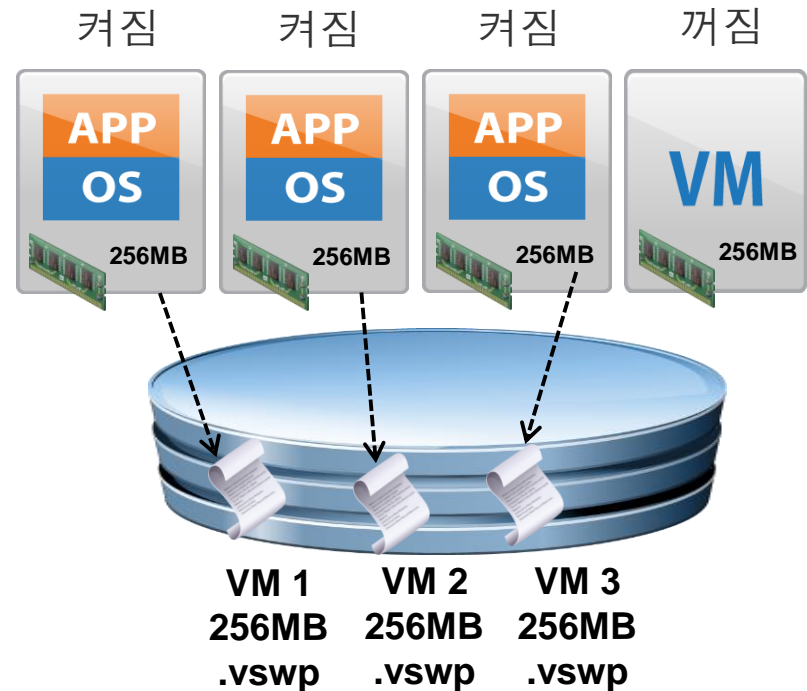 켜짐 켜짐 켜짐 꺼짐
APP APP APP
OS OS OS VM
256MB 256MB 256MB 256MB
VM 1 VM 2 VM 3
256MB 256MB 256MB
.vswp .vswp .vswp